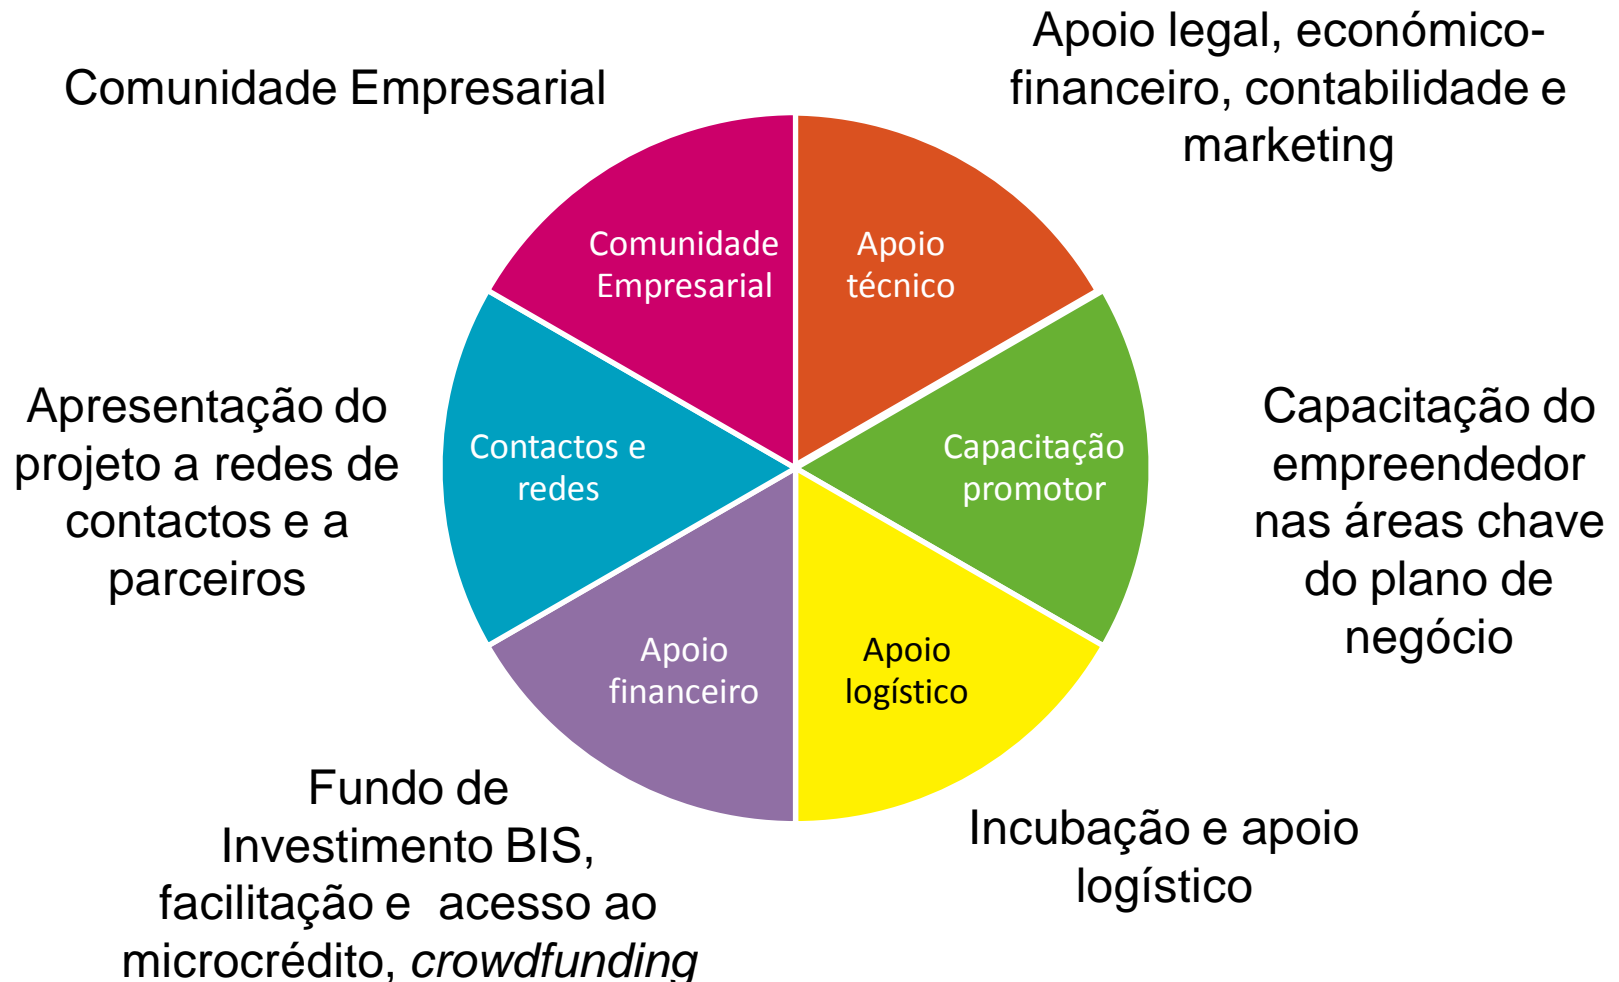 Comunidade Empresarial
Apoio legal, económico-
financeiro, contabilidade e
marketing
Comunidade
Empresarial
Apoio
técnico
Apresentação do
projeto a redes de
contactos e a
parceiros
Contactos e
redes
Capacitação
promotor
Capacitação do
empreendedor
nas áreas chave
do plano de
negócio
Apoio
financeiro
Apoio
logístico
Fundo de
Investimento BIS,
facilitação e  acesso ao
microcrédito, crowdfunding
Incubação e apoio
logístico